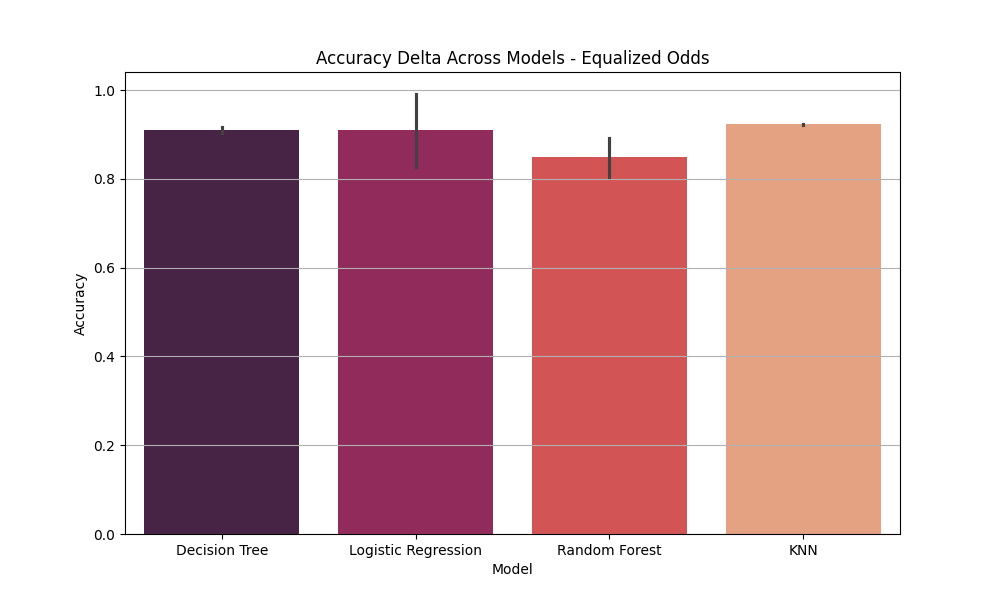 Accuracy Delta Across Models - Equalized Odds
1.0
0.8
0.6
0.4
0.2
0.0
Accuracy
Decision Tree
Logistic Regression
Random Forest
KNN
Model